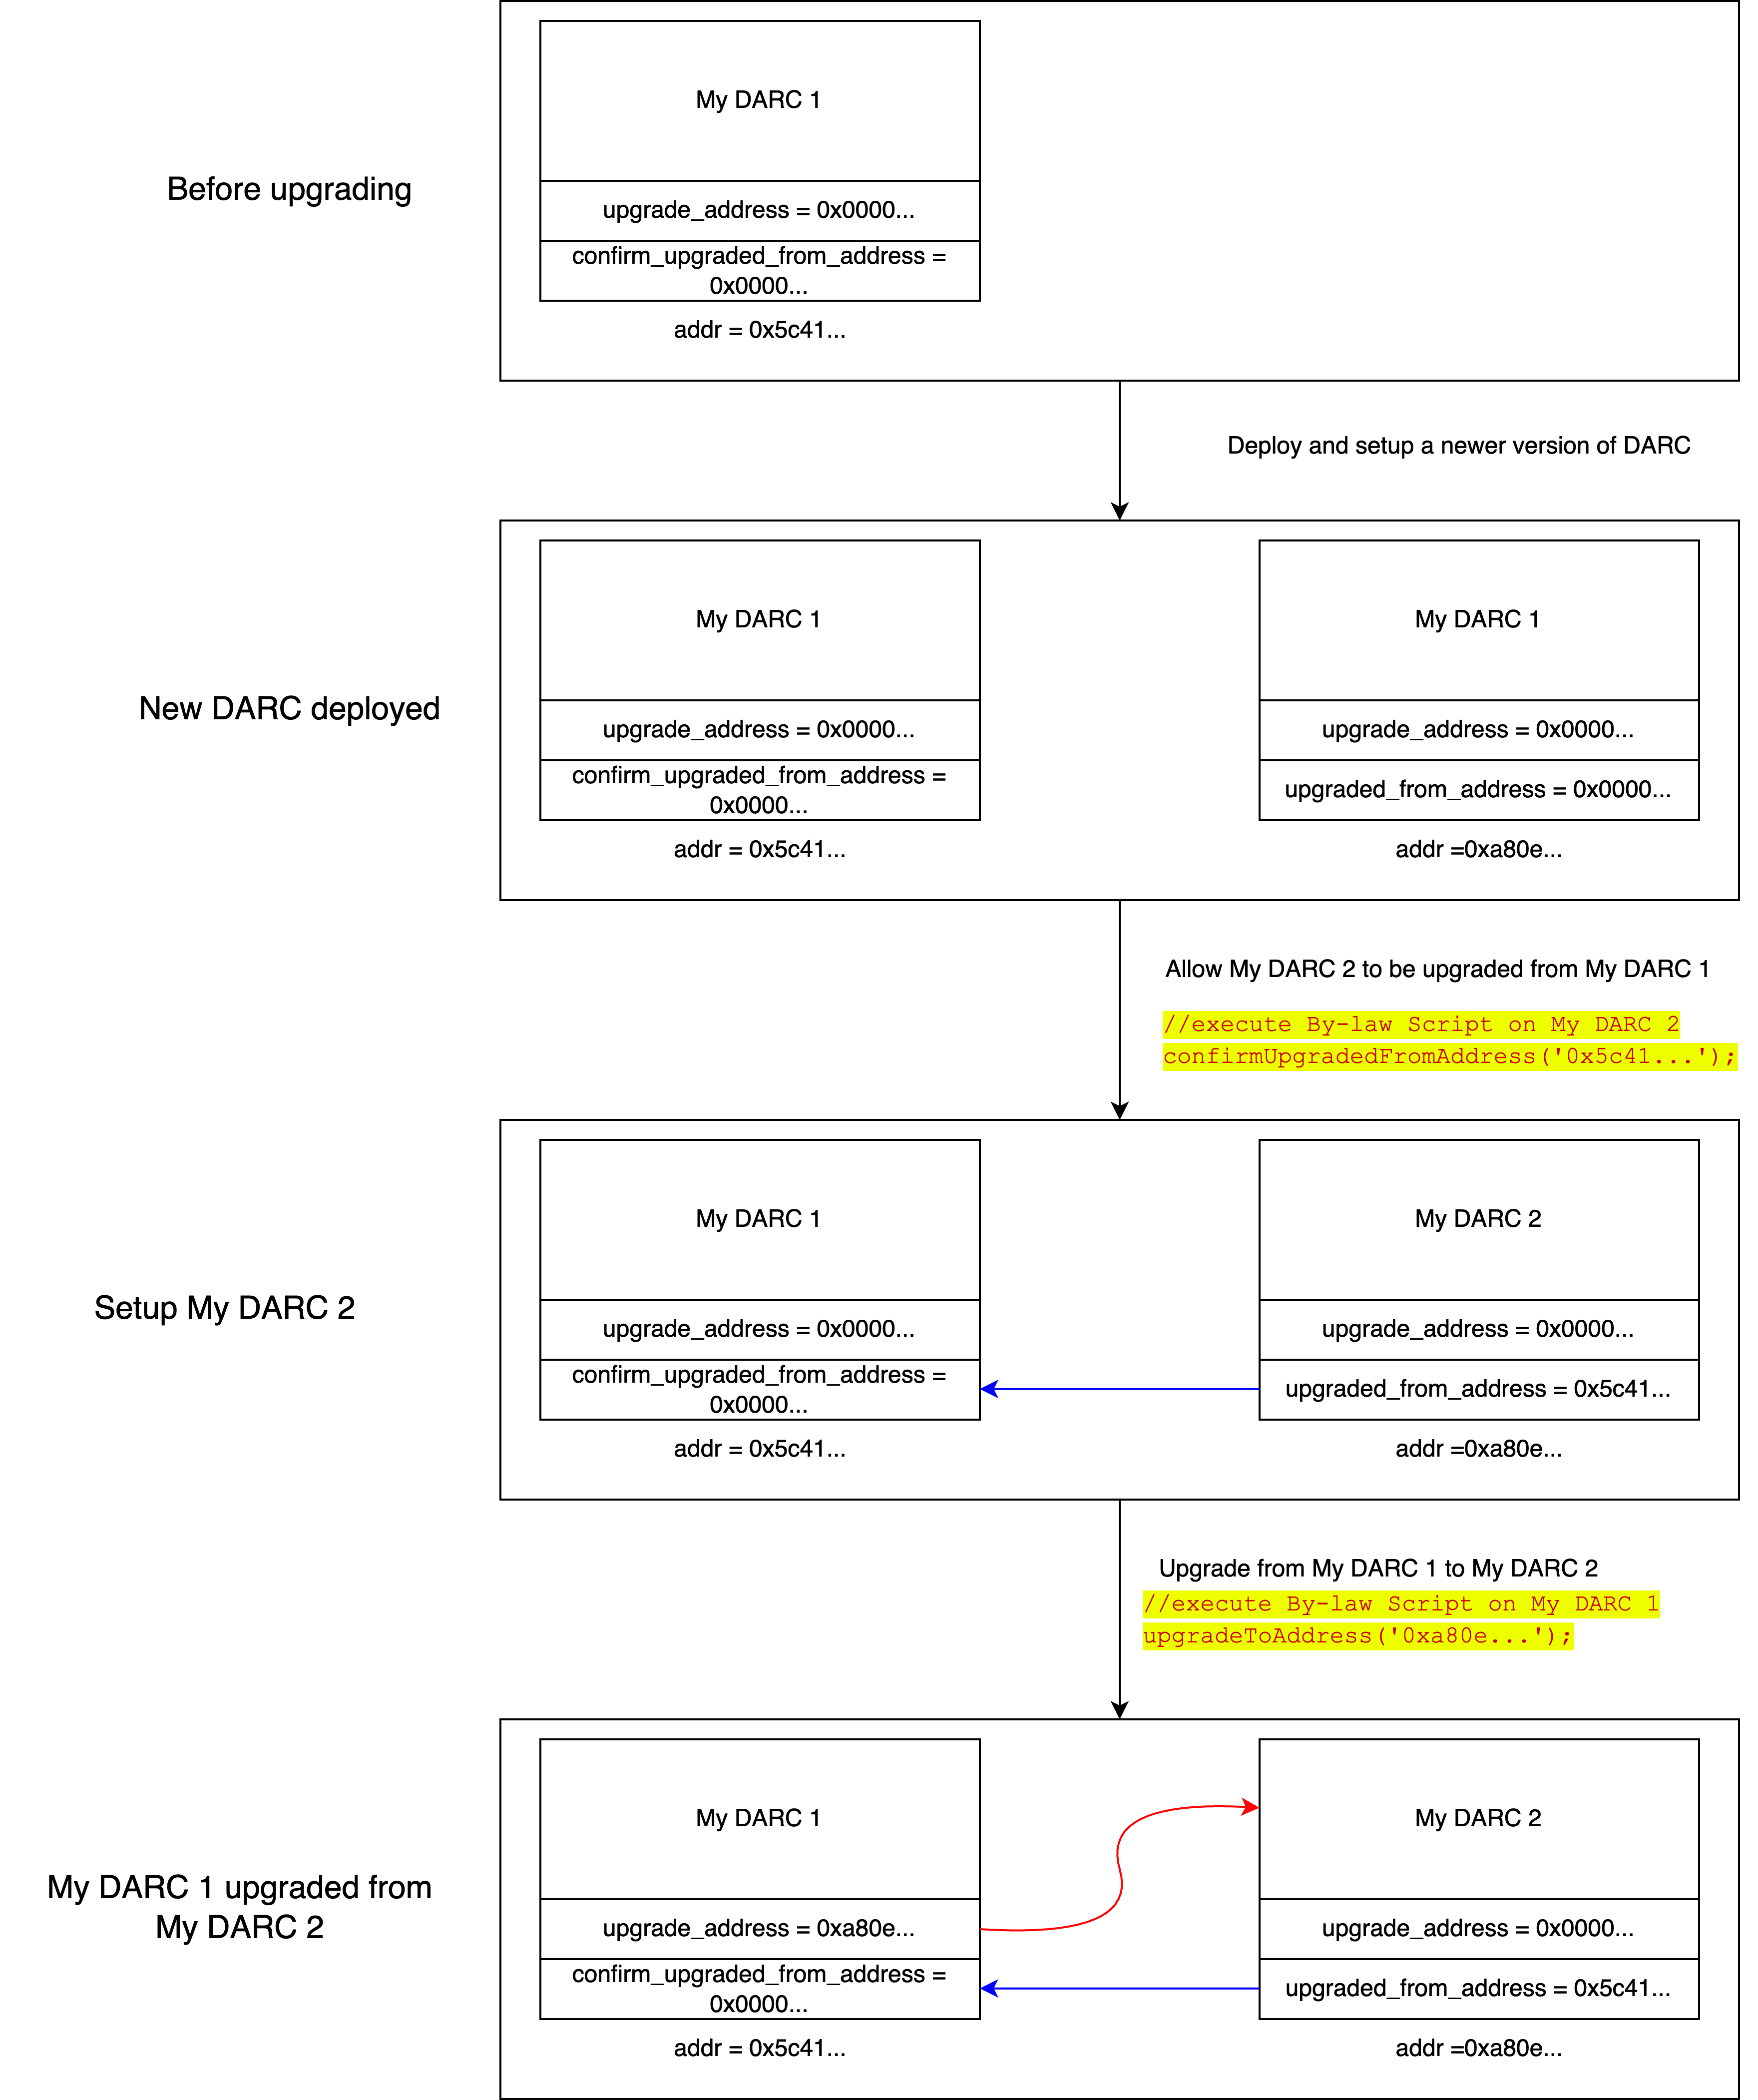 My DARC 1
Before upgrading
upgrade_address = 0x0000...
confirm_upgraded_from_address =
0x0000...
addr = 0x5c41...
Deploy and setup a newer version of DARC
My DARC 1
My DARC 1
New DARC deployed
upgrade_address = 0x0000...
upgrade_address = 0x0000...
confirm_upgraded_from_address =
0x0000...
upgraded_from_address = 0x0000...
addr = 0x5c41...
addr =0xa80e...
Allow My DARC 2 to be upgraded from My DARC 1
//execute By-law Script on My DARC 2
confirmUpgradedFromAddress('0x5c41...');
My DARC 1
My DARC 2
Setup My DARC 2
upgrade_address = 0x0000...
upgrade_address = 0x0000...
confirm_upgraded_from_address =
0x0000...
upgraded_from_address = 0x5c41...
addr = 0x5c41...
addr =0xa80e...
Upgrade from My DARC 1 to My DARC 2
//execute By-law Script on My DARC 1
upgradeToAddress('0xa80e...');
My DARC 1
My DARC 2
My DARC 1 upgraded from
My DARC 2
upgrade_address = 0xa80e...
upgrade_address = 0x0000...
confirm_upgraded_from_address =
0x0000...
upgraded_from_address = 0x5c41...
addr = 0x5c41...
addr =0xa80e...